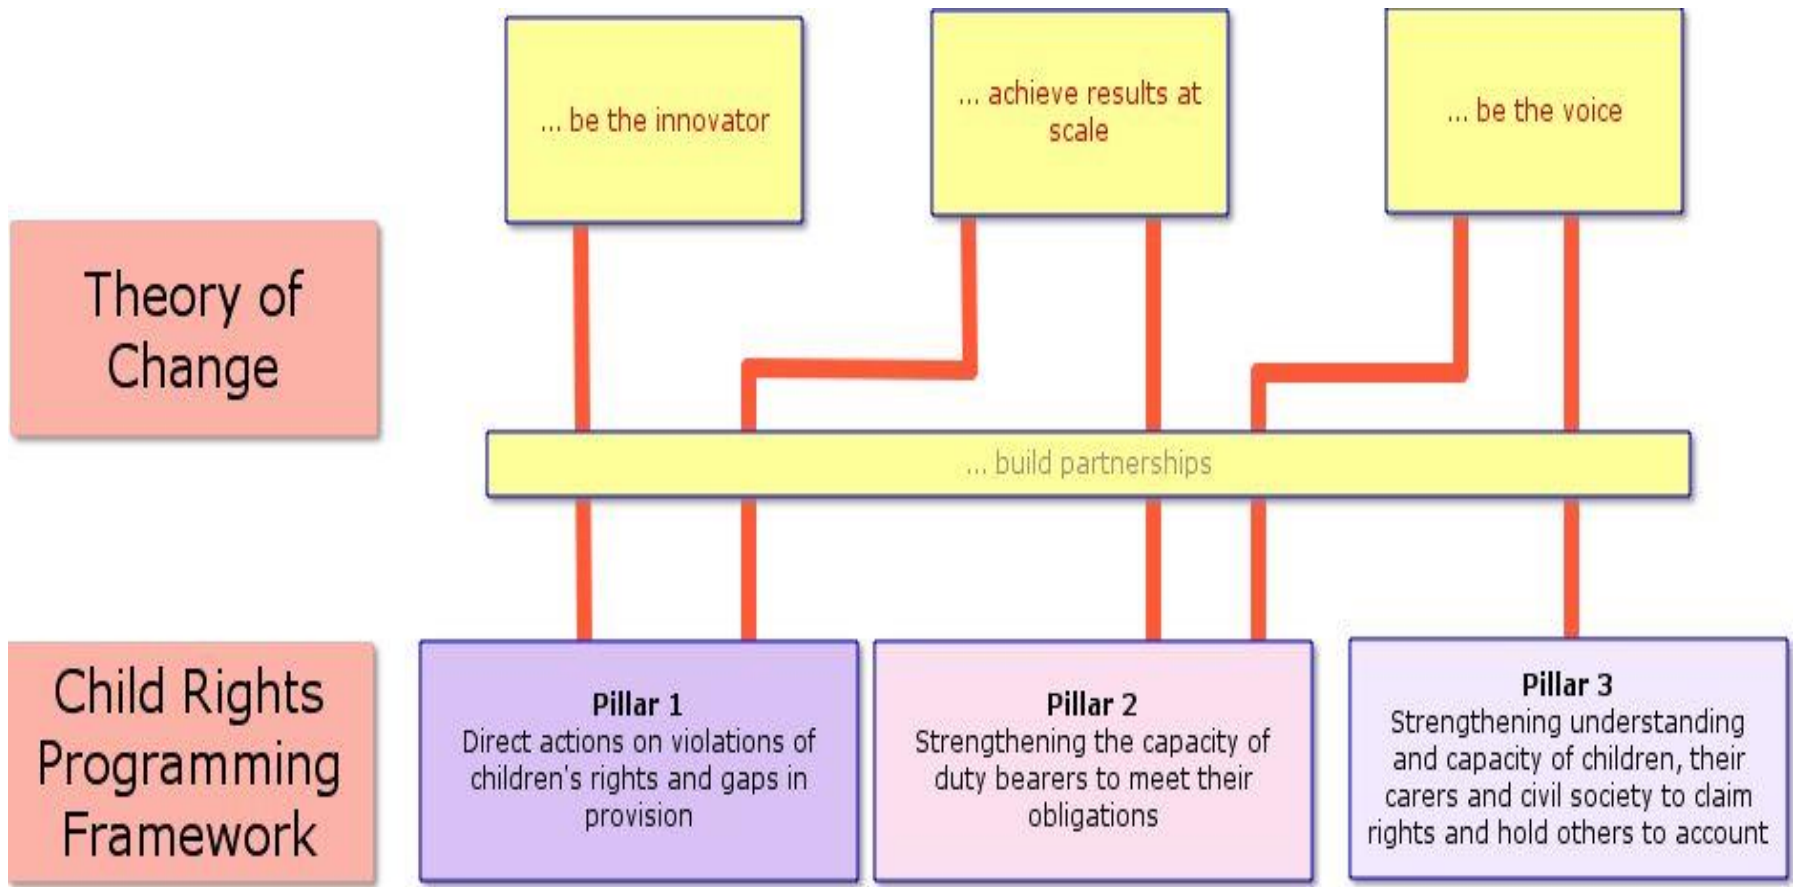 ... be the innovator
... achieve results at
scale
... be the voice
Theory of
Change
... build partnerships
Child Rights
Programming
Framework
Pillar 1
Direct actions on violations of
children's rights and gaps in
provision
Pillar 2
Strengthening the capacity of
duty bearers to meet their
obligations
Pillar 3
Strengthening understanding
and capacity of children, their
carers and civil society to claim
rights and hold others to account